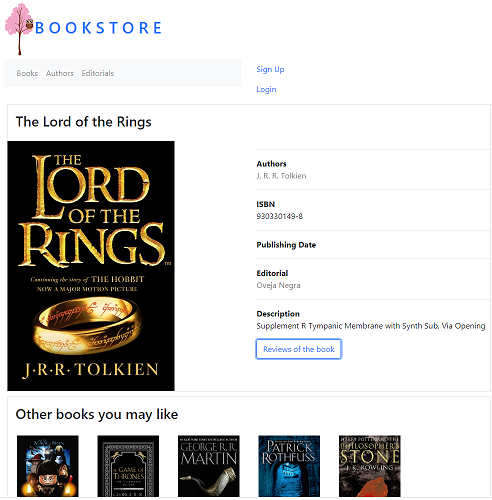 BOOKSTORE
Books Authors Editorials
Sign Up
Login
The Lord of the Rings
THE
LORD
OF THE
RINGS
Continuing the story of THE HOBBIT
NOW A MAJOR MOTION PICTURE
J·R·R·TOLKIEN
Authors
J. R. R. Tolkien
ISBN
930330149-8
Publishing Date
Editorial
Oveja Negra
Description
Supplement R Tympanic Membrane with Synth Sub, Via Opening
Reviews of the book
Other books you may like
A GAME OF
THRONES
GEORGE R. R.
MARTIN
PATRICK
ROTHFUSS
HARRY POTTER AND THE
PHILOSOPHER'S
STONE
J. K. ROWLING